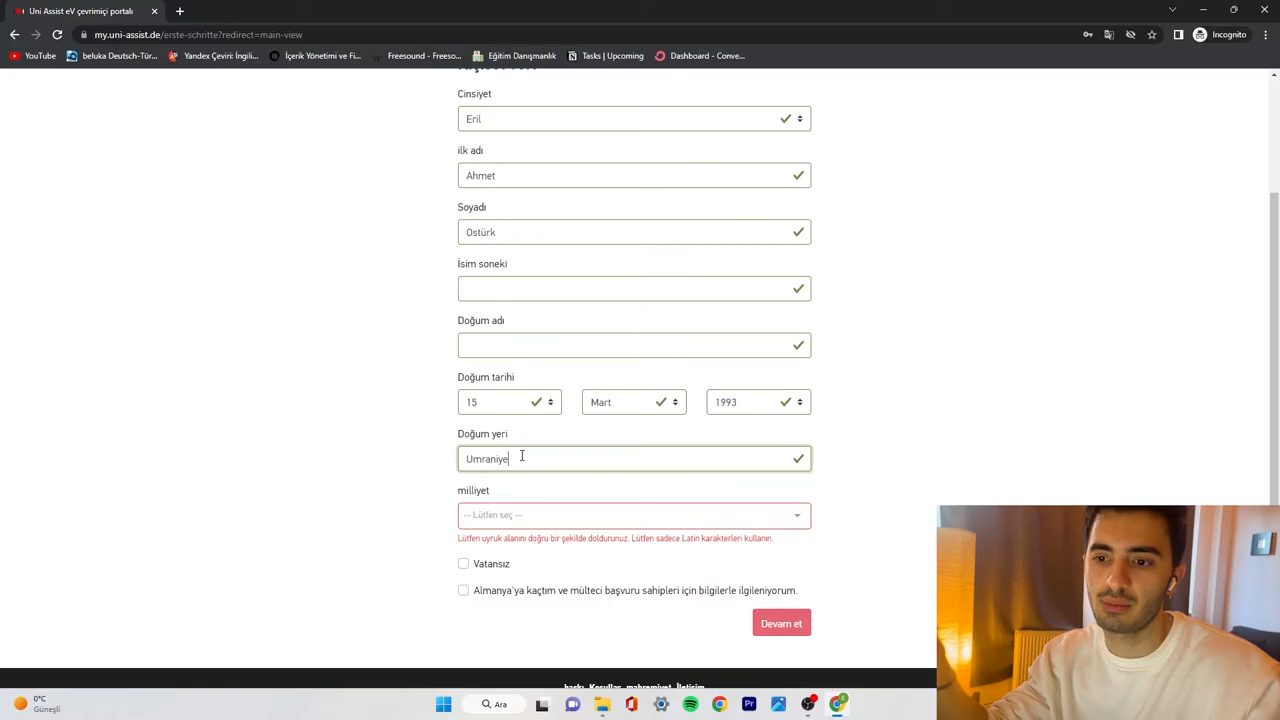 Uni Assist eV çevrimiçi portalı
my.uni-assist.de/erste-schritte?redirect=main-view
Incognito
YouTube
beluka Deutsch-Tür...
Yandex Çeviri İngili...
İçerik Yönetimi ve Fi...
Freesound - Freeso...
Eğitim Danışmanlık
Tasks | Upcoming
Dashboard - Conve...
Cinsiyet
Eril
ilk adı
Ahmet
Soyadı
Ostürk
İsim soneki
Doğum adı
Doğum tarihi
15 Mart 1993
Doğum yeri
Umraniye
milliyet
-- Lütfen seç --
Lütfen uyruk alanını doğru bir şekilde doldurunuz. Lütfen sadece Latin karakterleri kullanın.
Vatansız
Almanya'ya kaçtım ve mülteci başvuru sahipleri için bilgilerle ilgileniyorum.
Devam et
baskı Koşullar mahremiyet İletişim
0°C
Güneşli
Ara